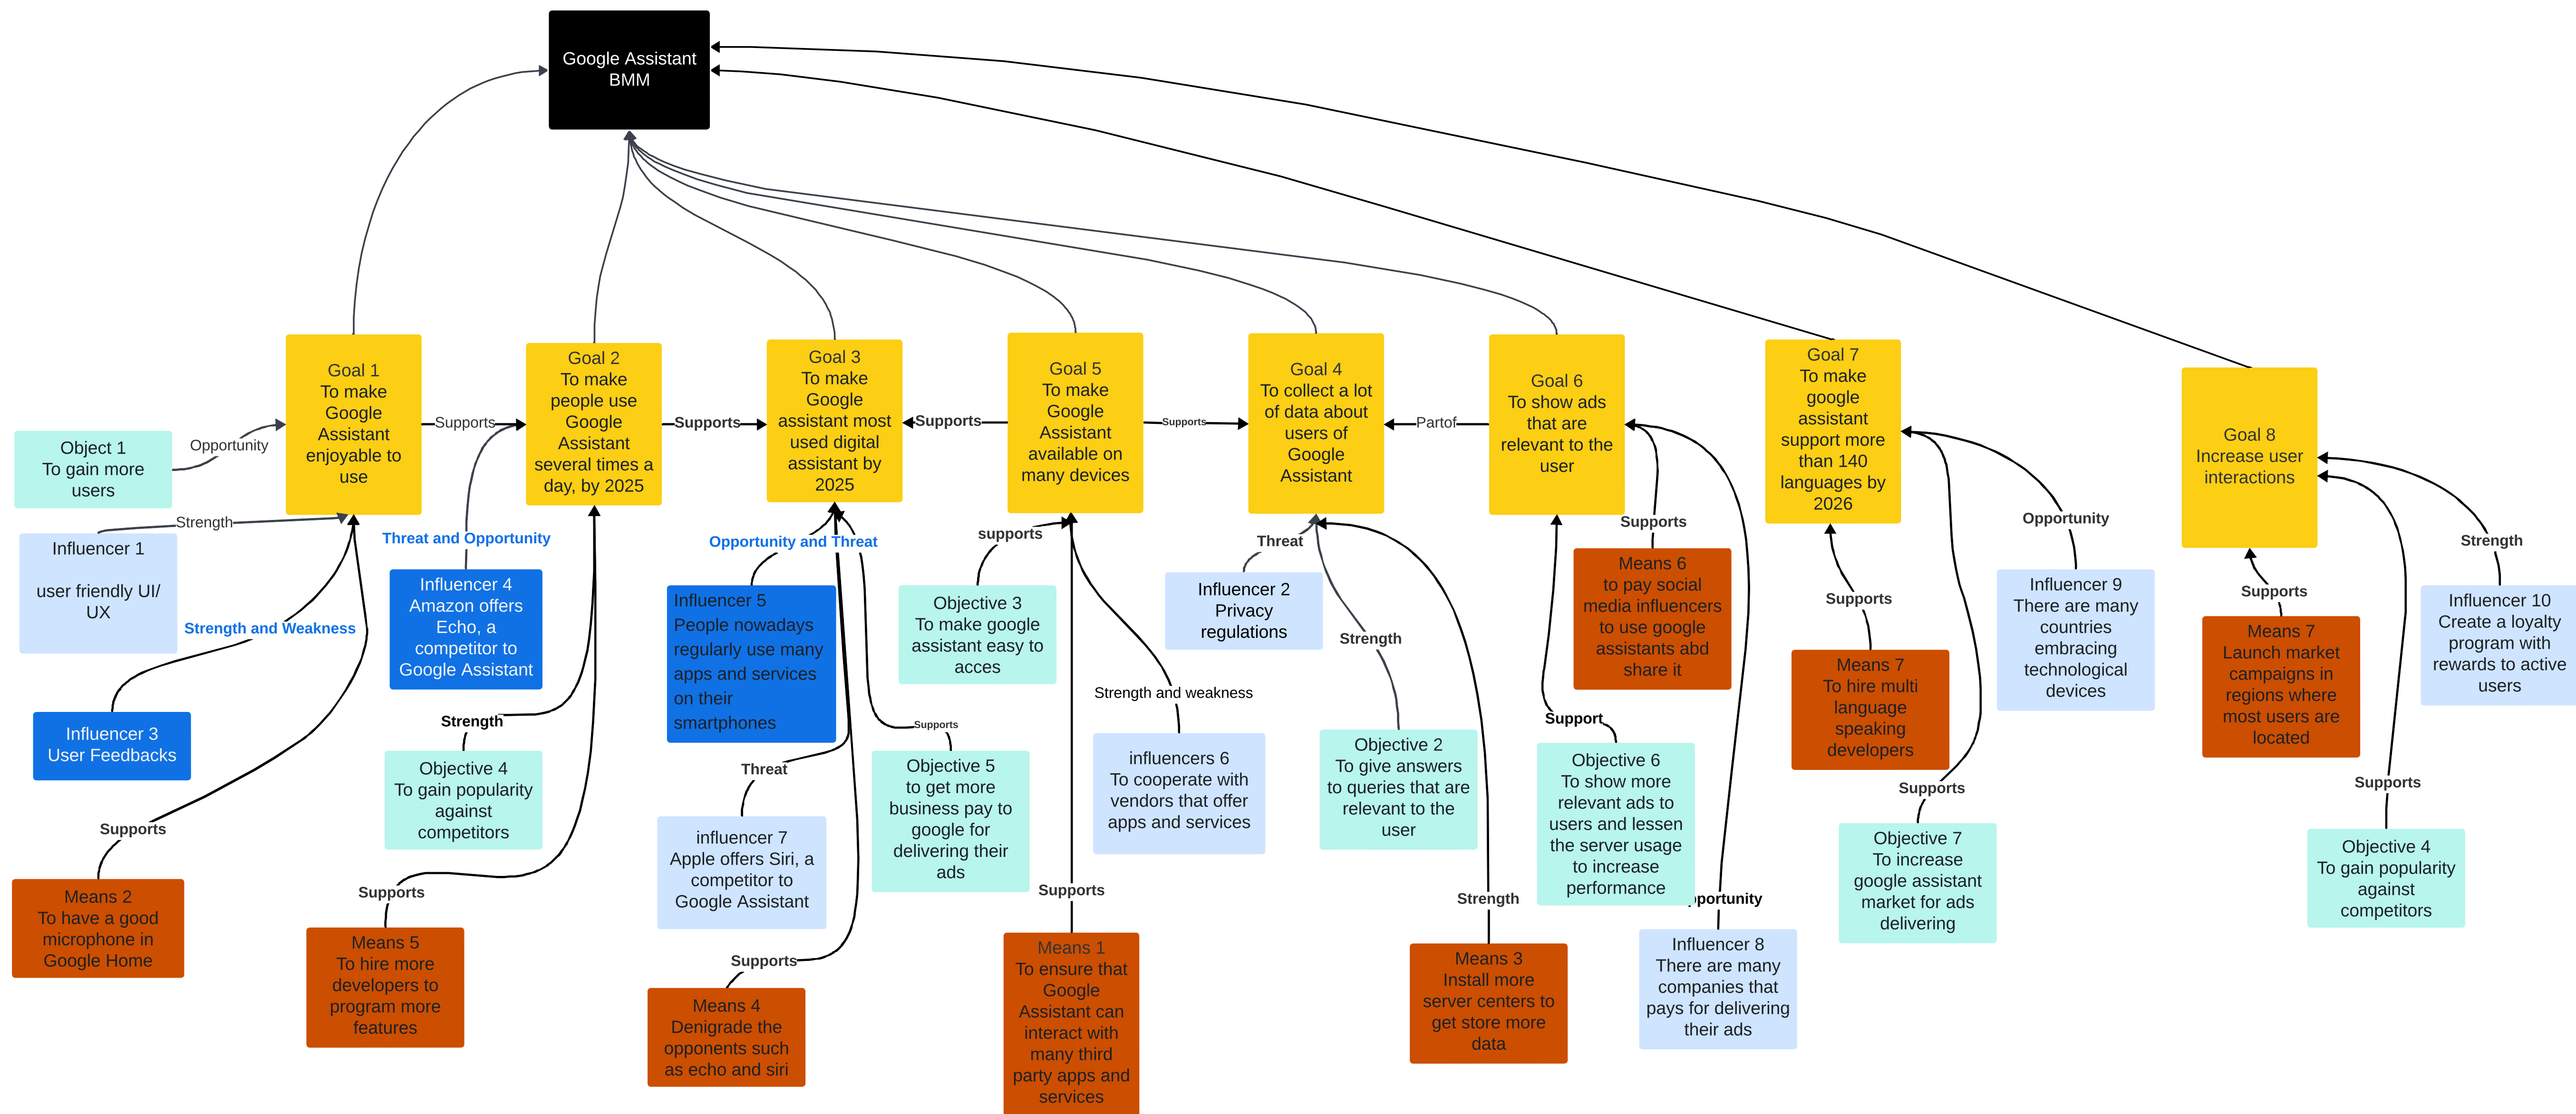 Google Assistant
BMM
Goal 1
To make
Google
Assistant
enjoyable to
use
Supports
Goal 2
To make
people use
Google
Assistant
several times a
day, by 2025
Supports
Goal 3
To make
Google
assistant most
used digital
assistant by
2025
Supports
Goal 5
To make
Google
Assistant
available on
many devices
Supports
Goal 4
To collect a lot
of data about
users of
Google
Assistant
Partof
Goal 6
To show ads
that are
relevant to the
user
Goal 7
To make
google
assistant
support more
than 140
languages by
2026
Goal 8
Increase user
interactions
Object 1
To gain more
users
Opportunity
Strength
Influencer 1
user friendly UI/
UX
Strength and Weakness
Influencer 3
User Feedbacks
Supports
Means 2
To have a good
microphone in
Google Home
Threat and Opportunity
Influencer 4
Amazon offers
Echo, a
competitor to
Google Assistant
Strength
Objective 4
To gain popularity
against
competitors
Supports
Means 5
To hire more
developers to
program more
features
Opportunity and Threat
Influencer 5
People nowadays
regularly use many
apps and services
on their
smartphones
Threat
influencer 7
Apple offers Siri, a
competitor to
Google Assistant
Supports
Means 4
Denigrade the
opponents such
as echo and siri
Supports
Objective 5
to get more
business pay to
google for
delivering their
ads
supports
Objective 3
To make google
assistant easy to
acces
Supports
Means 1
To ensure that
Google
Assistant can
interact with
many third
party apps and
services
Strength and weakness
influencers 6
To cooperate with
vendors that offer
apps and services
Threat
Influencer 2
Privacy
regulations
Strength
Objective 2
To give answers
to queries that are
relevant to the
user
Strength
Means 3
Install more
server centers to
get store more
data
Support
Objective 6
To show more
relevant ads to
users and lessen
the server usage
to increase
performance
Supports
Means 6
to pay social
media influencers
to use google
assistants abd
share it
pportunity
Influencer 8
There are many
companies that
pays for delivering
their ads
Supports
Means 7
To hire multi
language
speaking
developers
Supports
Objective 7
To increase
google assistant
market for ads
delivering
Opportunity
Influencer 9
There are many
countries
embracing
technological
devices
Supports
Means 7
Launch market
campaigns in
regions where
most users are
located
Supports
Objective 4
To gain popularity
against
competitors
Strength
Influencer 10
Create a loyalty
program with
rewards to active
users